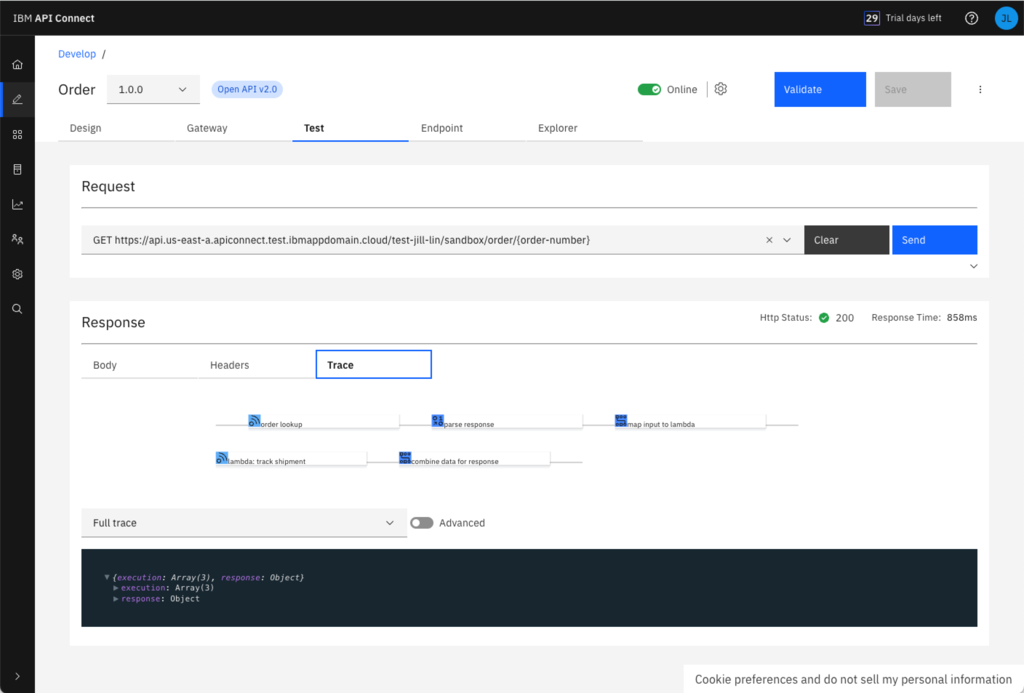 IBM API Connect
29 Trial days left
JL
Develop /
Order 1.0.0 Open API v2.0 Online Validate Save
Design Gateway Test Endpoint Explorer
Request
GET https://api.us-east-a.apiconnect.test.ibmappdomain.cloud/test-jill-lin/sandbox/order/{order-number} Clear Send
Response Http Status: 200 Response Time: 858ms
Body Headers Trace
order lookup parse response map input to lambda
lambda: track shipment combine data for response
Full trace Advanced
{execution: Array(3), response: Object}
execution: Array(3)
response: Object
Cookie preferences and do not sell my personal information